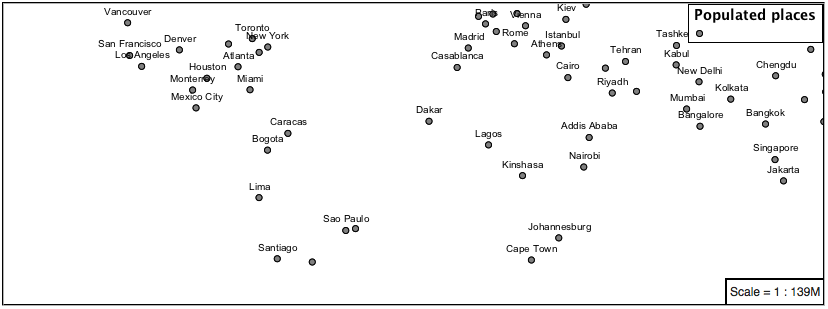 Populated places
Vancouver
Kiev
Paris
Vienna
Toronto
Denver
New York
San Francisco
Madrid
Rome
Istanbul
Tashke
Los Angeles
Atlanta
Casablanca
Athens
Tehran
Kabul
Houston
Cairo
Chengdu
Monterrey
Miami
Riyadh
New Delhi
Mexico City
Kolkata
Mumbai
Dakar
Caracas
Addis Ababa
Bangalore
Bangkok
Bogota
Lagos
Nairobi
Singapore
Kinshasa
Jakarta
Lima
Sao Paulo
Johannesburg
Santiago
Cape Town
Scale = 1 : 139M